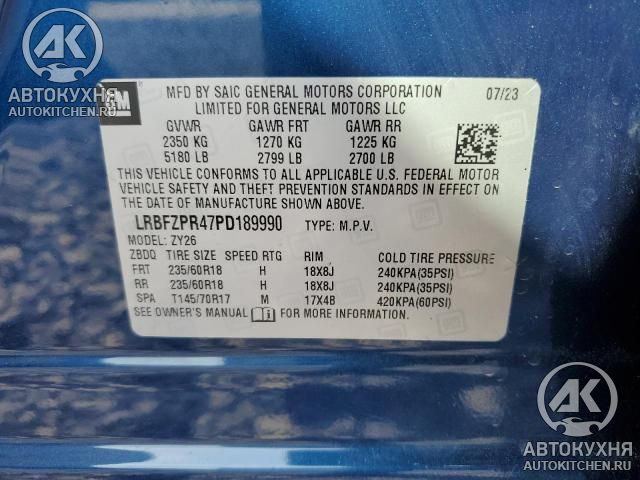 АВТОКУХНЯ
AUTOKITCHEN.RU
АВТОКУХНЯ
AUTOKITCHEN.RU
GM
MFD BY SAIC GENERAL MOTORS CORPORATION 07/23
LIMITED FOR GENERAL MOTORS LLC
GVWR GAWR FRT GAWR RR
2350 KG 1270 KG 1225 KG
5180 LB 2799 LB 2700 LB
THIS VEHICLE CONFORMS TO ALL APPLICABLE U.S. FEDERAL MOTOR
VEHICLE SAFETY AND THEFT PREVENTION STANDARDS IN EFFECT ON
THE DATE OF MANUFACTURE SHOWN ABOVE.
LRBFZPR47PD189990 TYPE: M.P.V.
MODEL: ZY26
ZBDQ TIRE SIZE SPEED RTG RIM COLD TIRE PRESSURE
FRT 235/60R18 H 18X8J 240KPA(35PSI)
RR 235/60R18 H 18X8J 240KPA(35PSI)
SPA T145/70R17 M 17X4B 420KPA(60PSI)
SEE OWNER'S MANUAL FOR MORE INFORMATION
АК
АВТОКУХНЯ
AUTOKITCHEN.RU